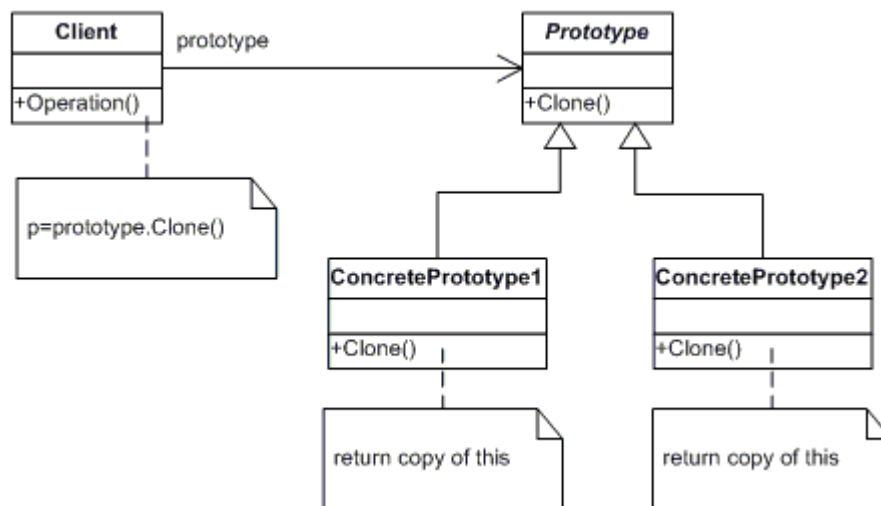 Client
prototype
Prototype
+Operation()
+Clone()
p=prototype.Clone()
ConcretePrototype1
ConcretePrototype2
+Clone()
+Clone()
return copy of this
return copy of this